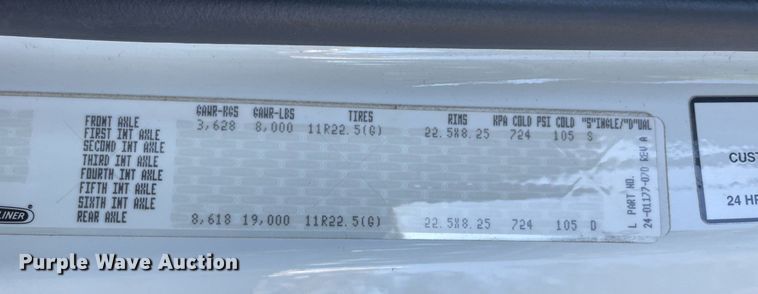 GAWR-KGS GAWR-LBS TIRES RIMS KPA COLD PSI COLD "S"INGLE/"D"UAL
FRONT AXLE 3,628 8,000 11R22.5(G) 22.5X8.25 724 105 S
FIRST INT AXLE
SECOND INT AXLE
THIRD INT AXLE
FOURTH INT AXLE
FIFTH INT AXLE
SIXTH INT AXLE
REAR AXLE 8,618 19,000 11R22.5(G) 22.5X8.25 724 105 D
L PART NO.
24-01177-070 REV A
LINER
CUST
24 HR
Purple Wave Auction